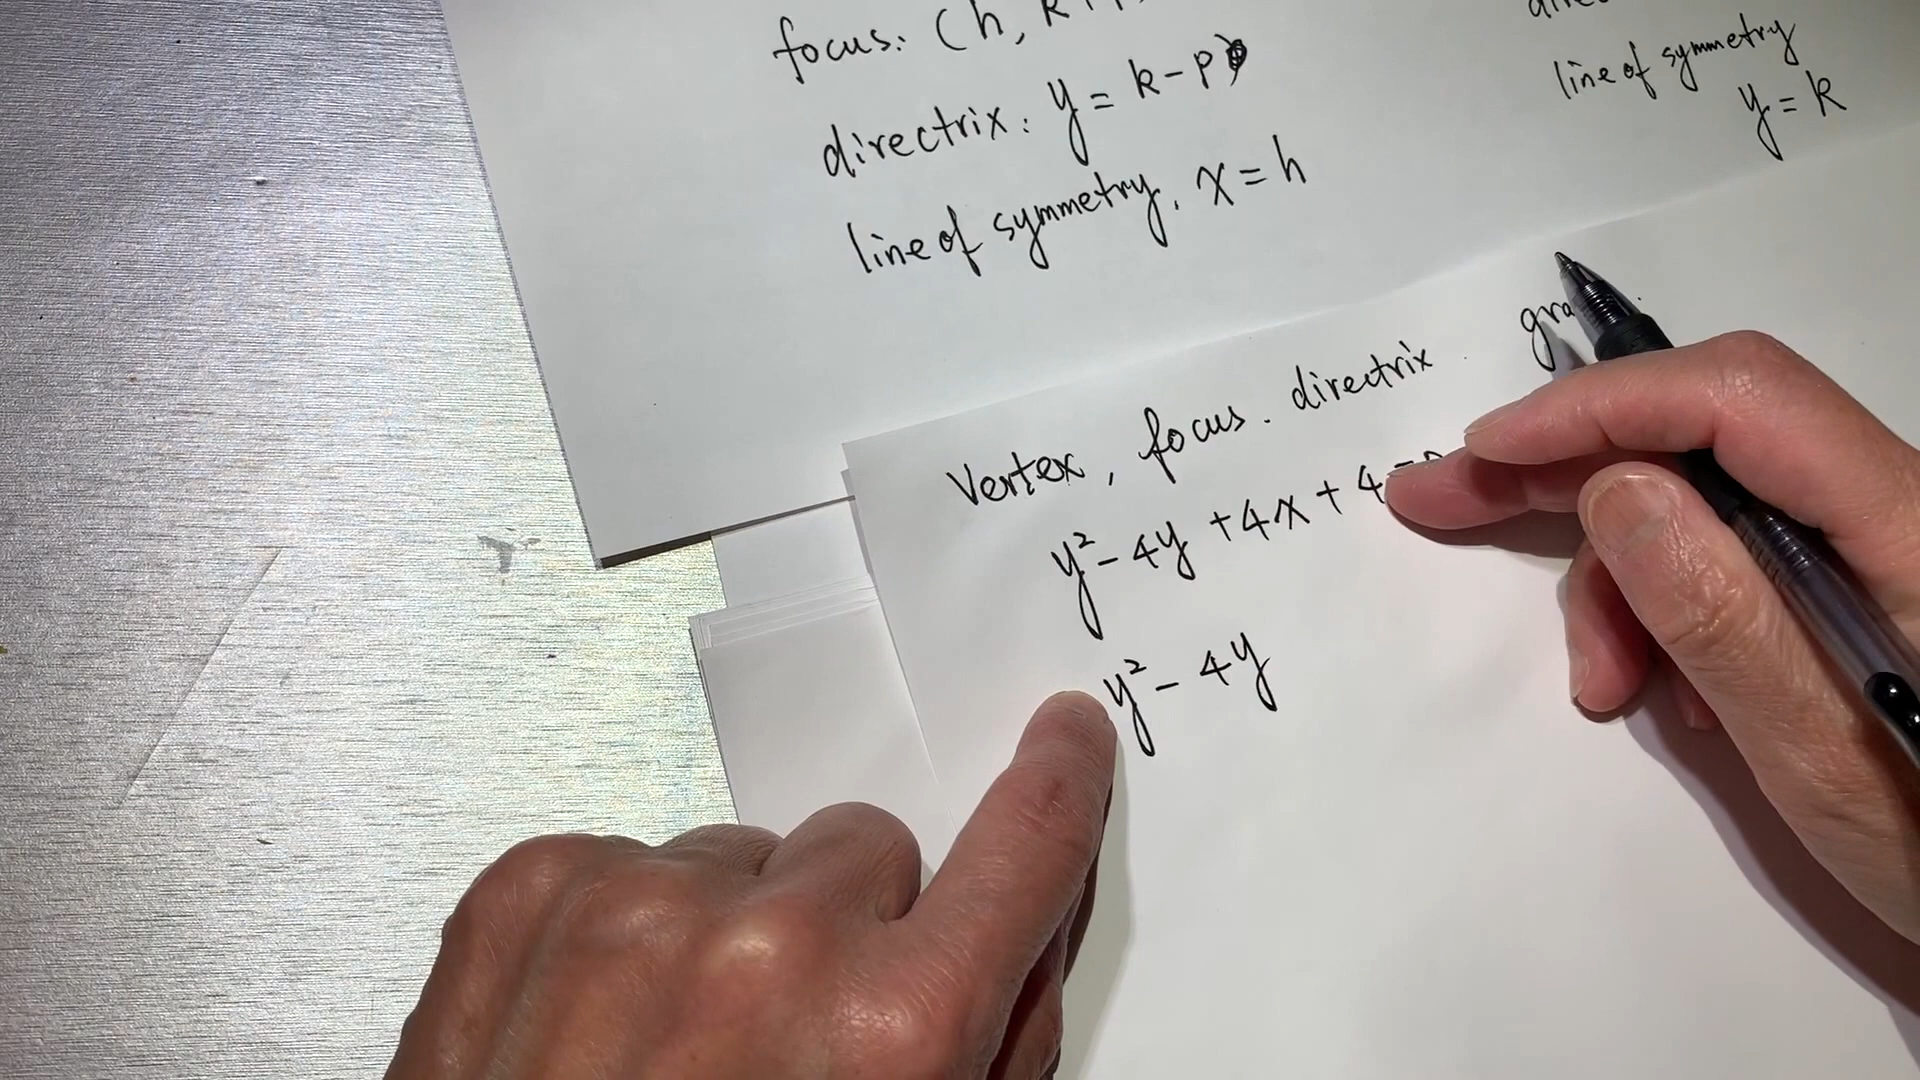 focus: (h, k+
directrix: y = k - p
line of symmetry. x = h
line of symmetry
y = k
Vertex, focus. directrix.
y² - 4y + 4x + 4 =
y² - 4y